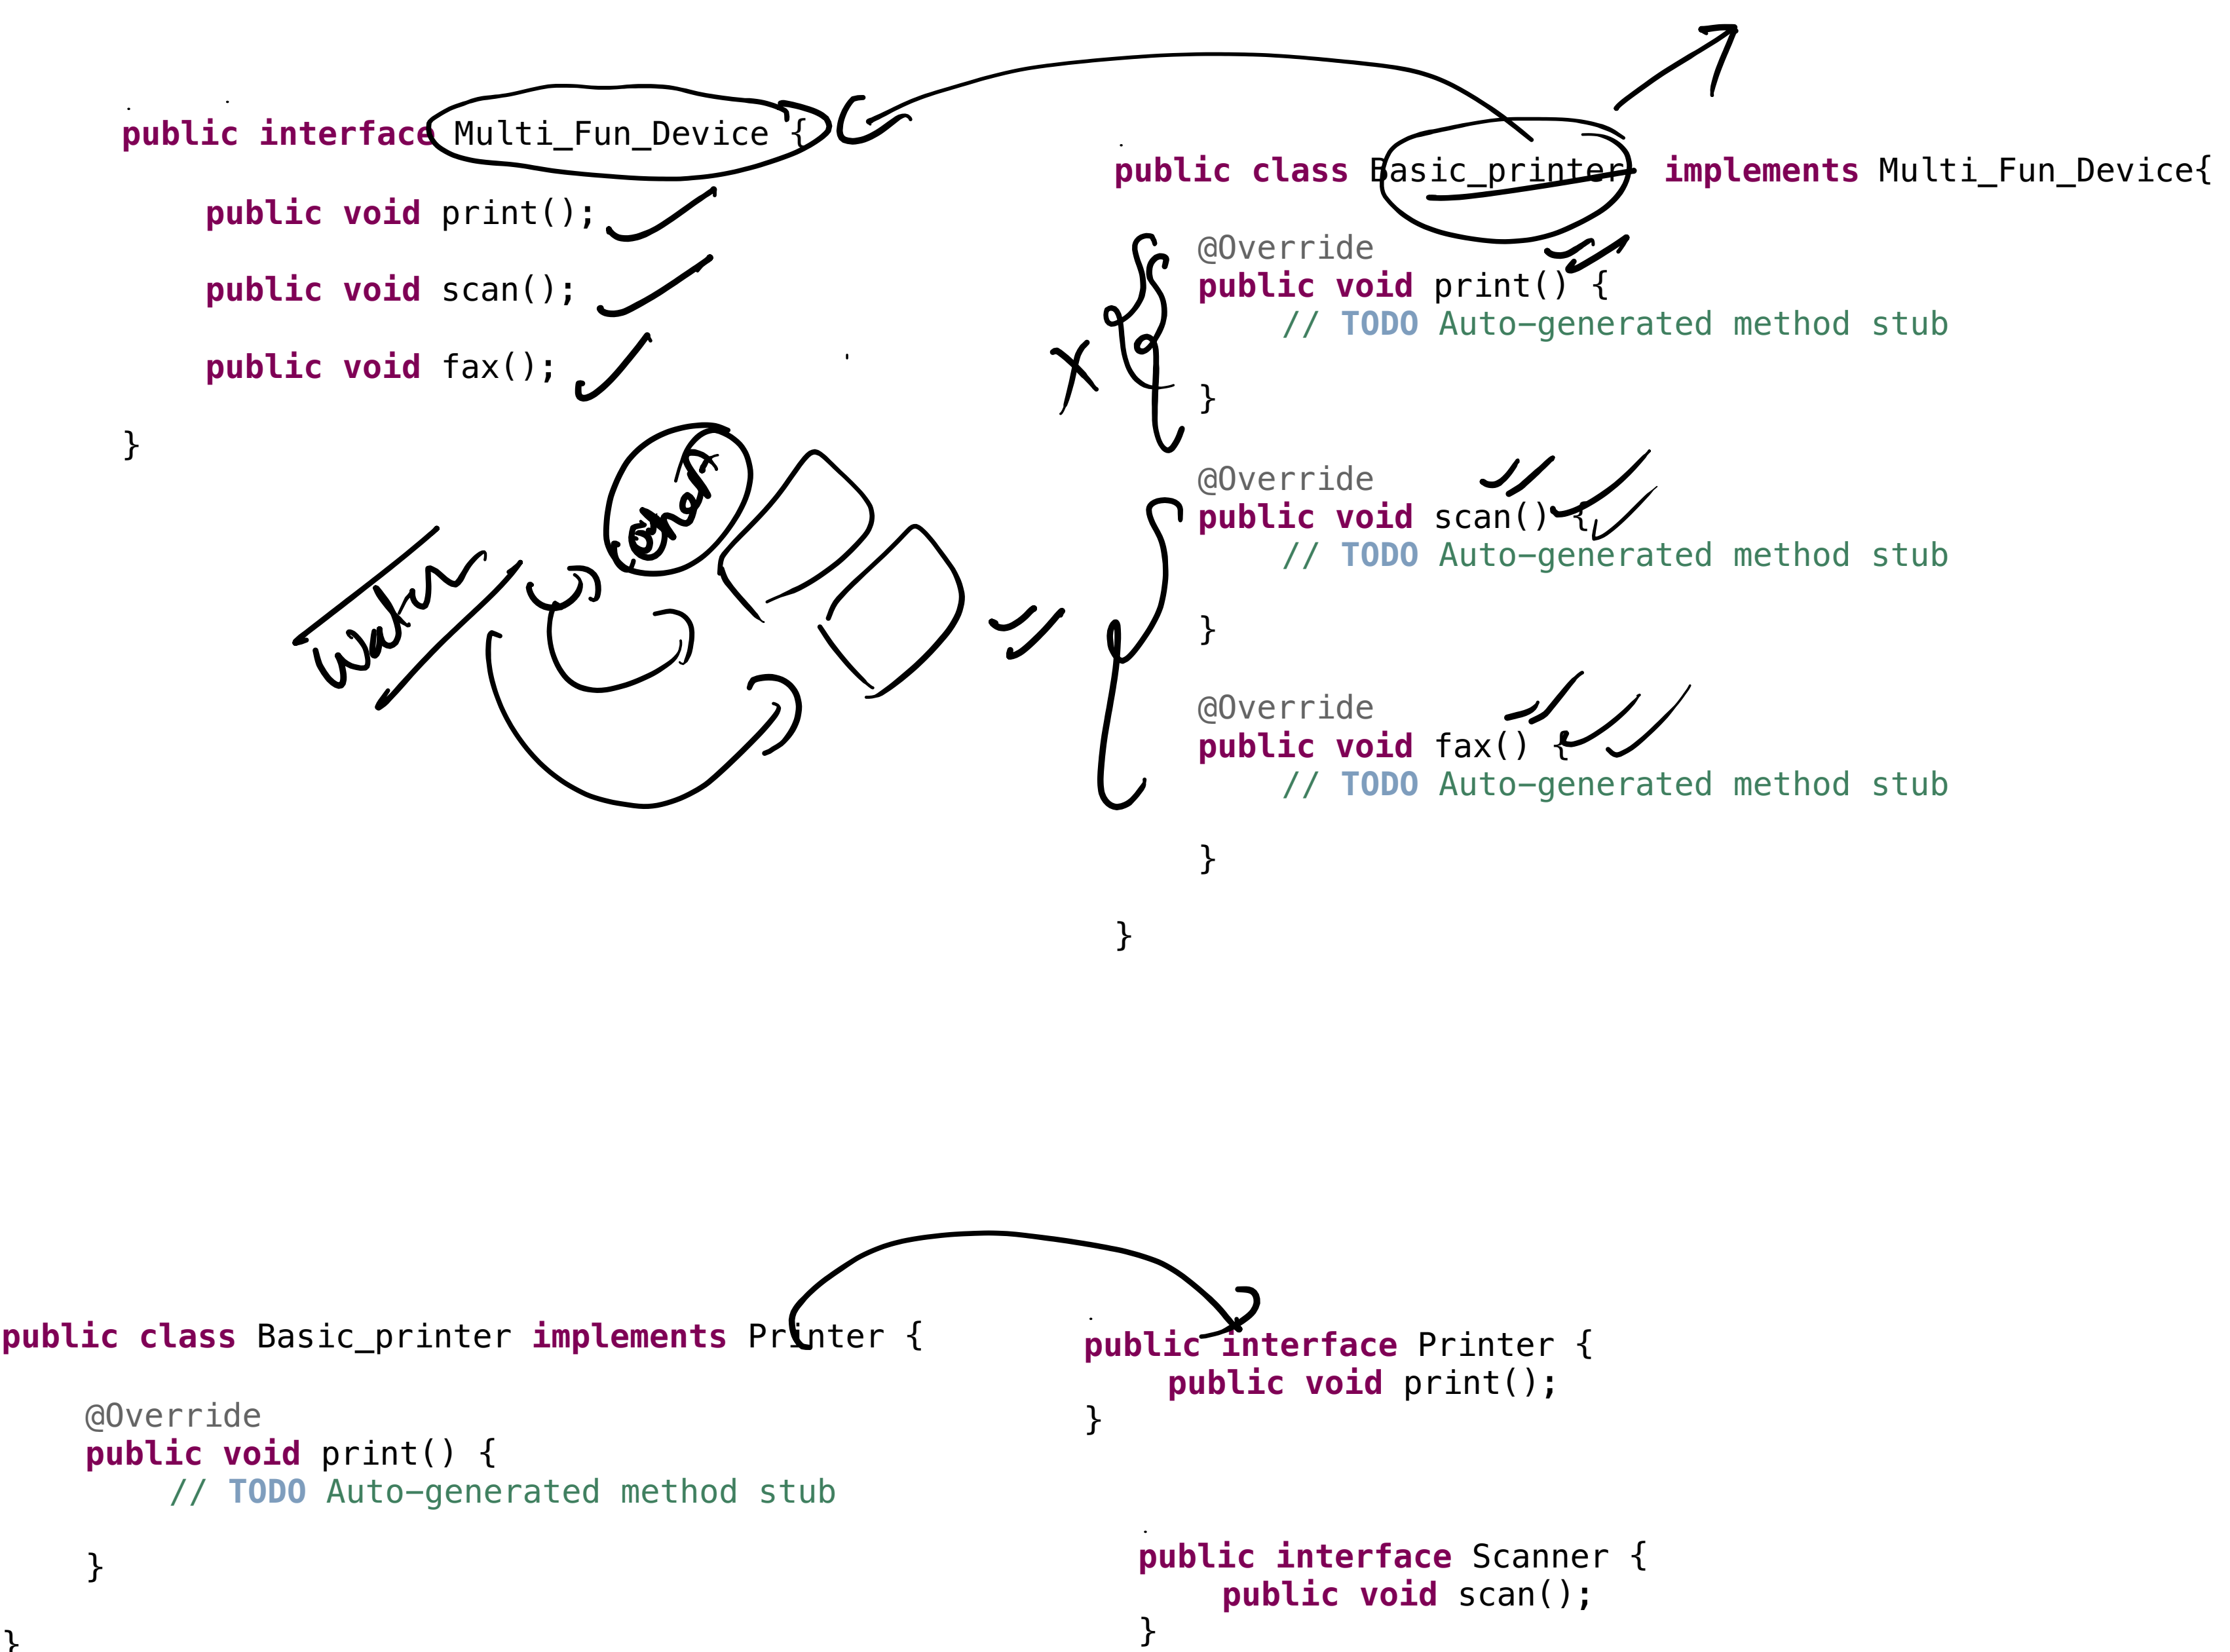 public interface Multi_Fun_Device {
public void print();
public void scan();
public void fax();
}
public class Basic_printer implements Multi_Fun_Device{
@Override
public void print() {
// TODO Auto-generated method stub
}
@Override
public void scan() {
// TODO Auto-generated method stub
}
@Override
public void fax() {
// TODO Auto-generated method stub
}
}
public class Basic_printer implements Printer {
@Override
public void print() {
// TODO Auto-generated method stub
}
}
public interface Printer {
public void print();
}
public interface Scanner {
public void scan();
}